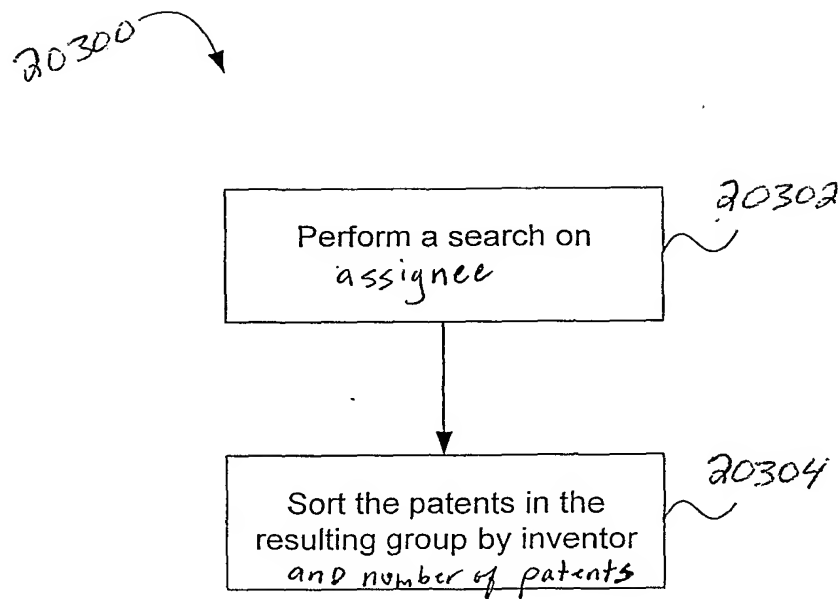 20300
20302
Perform a search on
assignee
20304
Sort the patents in the
resulting group by inventor
and number of patents